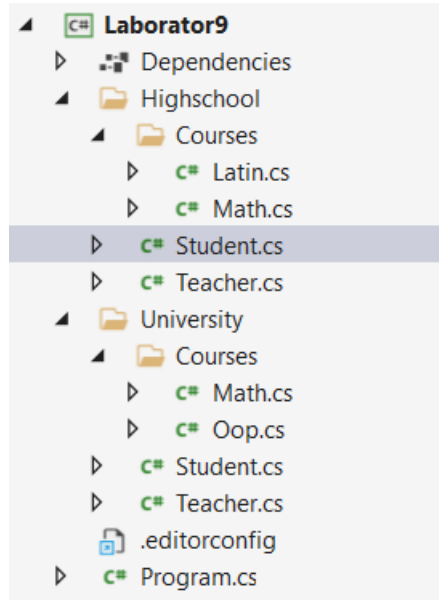 C# Laborator9
Dependencies
Highschool
Courses
C# Latin.cs
C# Math.cs
C# Student.cs
C# Teacher.cs
University
Courses
C# Math.cs
C# Oop.cs
C# Student.cs
C# Teacher.cs
.editorconfig
C# Program.cs